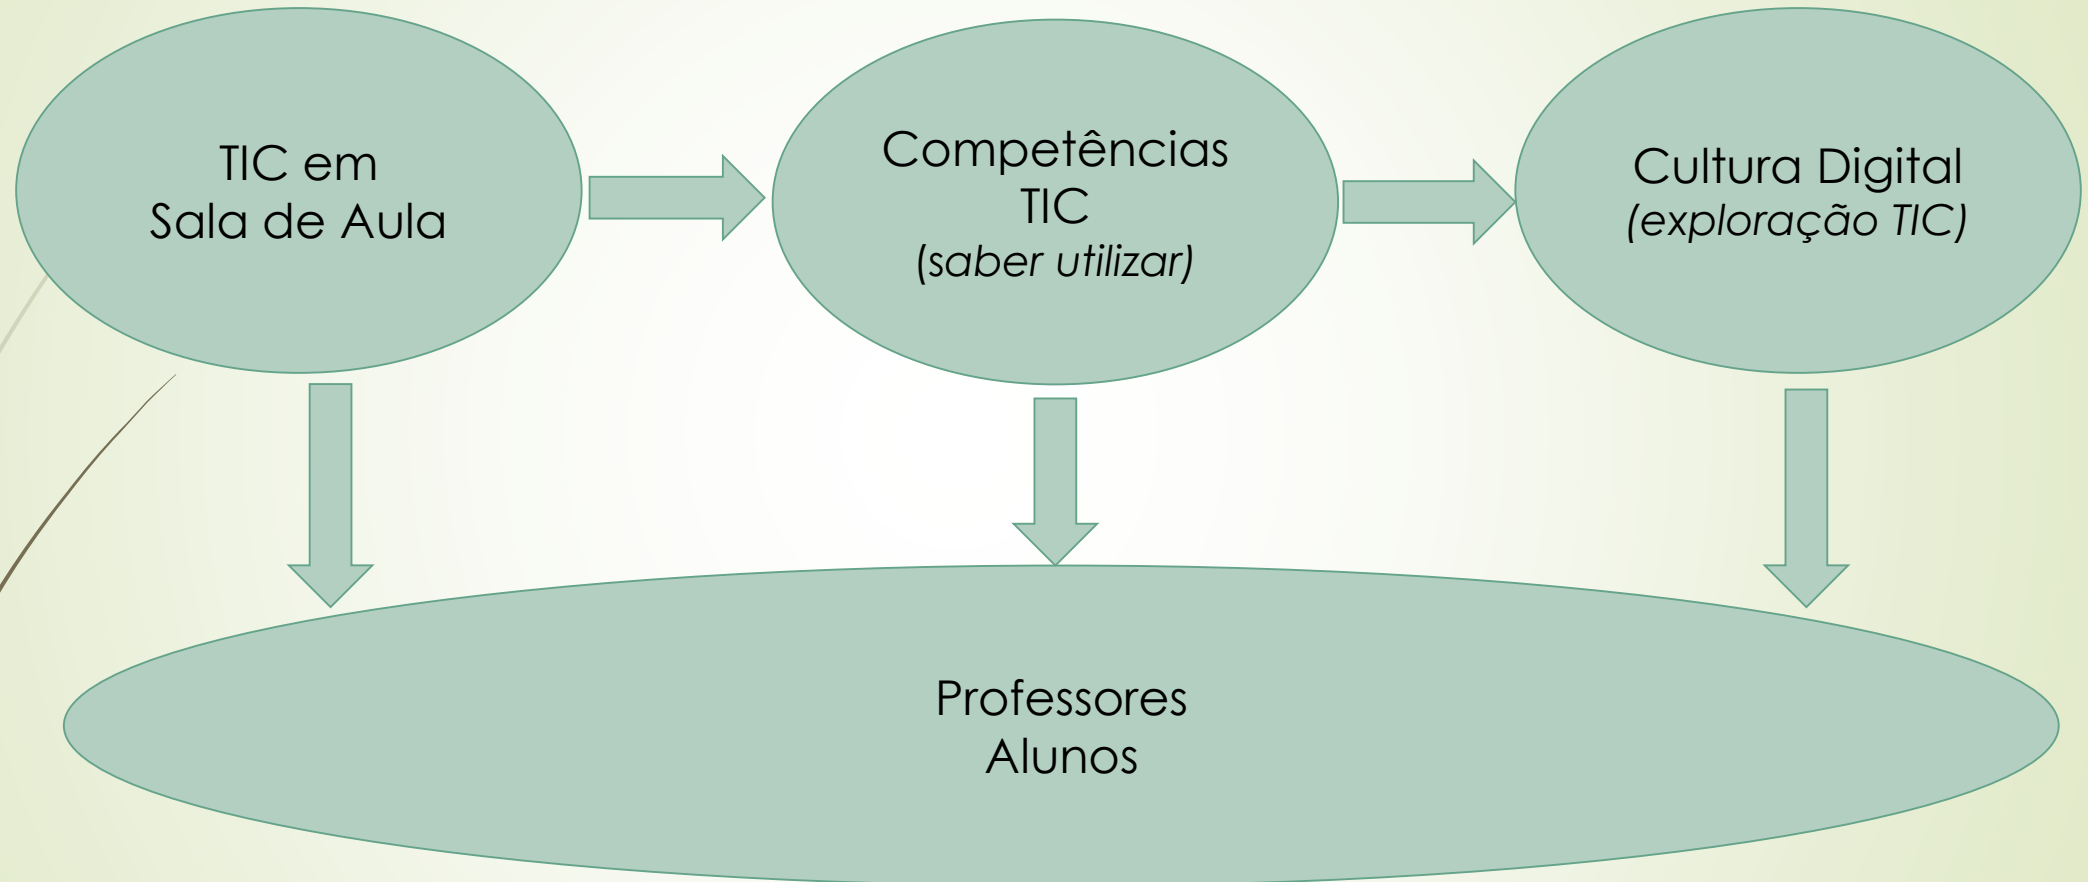 TIC em
Sala de Aula
Competências
TIC
(saber utilizar)
Cultura Digital
(exploração TIC)
Professores
Alunos